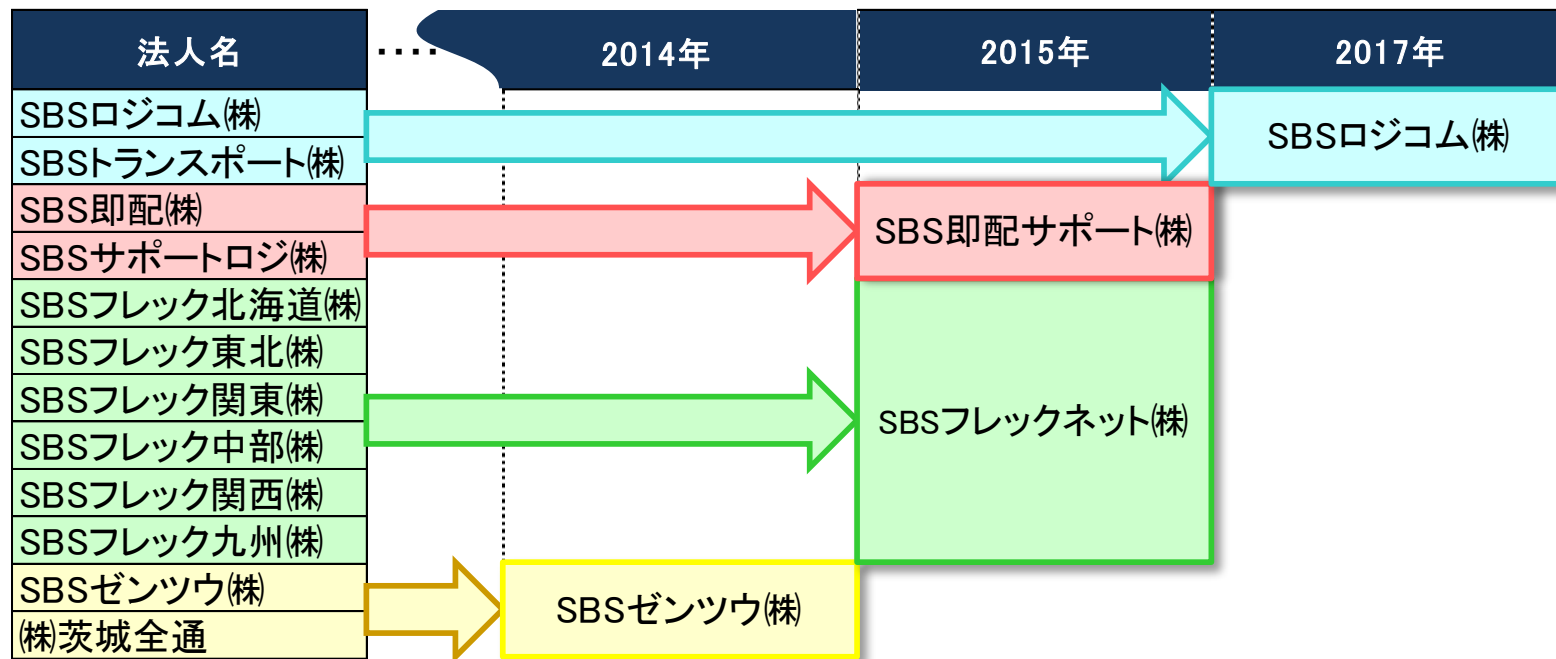 法人名
‥‥
2014年
2015年
2017年
SBSロジコム㈱
SBSトランスポート㈱
SBSロジコム㈱
SBS即配㈱
SBSサポートロジ㈱
SBS即配サポート㈱
SBSフレック北海道㈱
SBSフレック東北㈱
SBSフレック関東㈱
SBSフレック中部㈱
SBSフレック関西㈱
SBSフレック九州㈱
SBSフレックネット㈱
SBSゼンツウ㈱
㈱茨城全通
SBSゼンツウ㈱